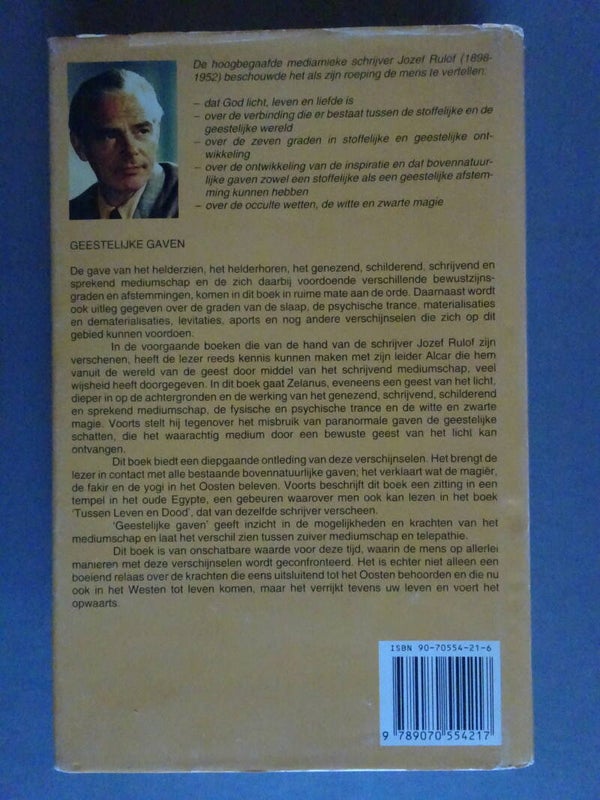 De hoogbegaafde mediamieke schrijver Jozef Rulof (1898-
1952) beschouwde het als zijn roeping de mens te vertellen:
– dat God licht, leven en liefde is
– over de verbinding die er bestaat tussen de stoffelijke en de
geestelijke wereld
– over de zeven graden in stoffelijke en geestelijke ont-
wikkeling
– over de ontwikkeling van de inspiratie en dat bovennatuur-
lijke gaven zowel een stoffelijke als een geestelijke afstem-
ming kunnen hebben
– over de occulte wetten, de witte en zwarte magie
GEESTELIJKE GAVEN
De gave van het helderzien, het helderhoren, het genezend, schilderend, schrijvend en
sprekend mediumschap en de zich daarbij voordoende verschillende bewustzijns-
graden en afstemmingen, komen in dit boek in ruime mate aan de orde. Daarnaast wordt
ook uitleg gegeven over de graden van de slaap, de psychische trance, materialisaties
en dematerialisaties, levitaties, aports en nog andere verschijnselen die zich op dit
gebied kunnen voordoen.
In de voorgaande boeken die van de hand van de schrijver Jozef Rulof zijn
verschenen, heeft de lezer reeds kennis kunnen maken met zijn leider Alcar die hem
vanuit de wereld van de geest door middel van het schrijvend mediumschap, veel
wijsheid heeft doorgegeven. In dit boek gaat Zelanus, eveneens een geest van het licht,
dieper in op de achtergronden en de werking van het genezend, schrijvend, schilderend
en sprekend mediumschap, de fysische en psychische trance en de witte en zwarte
magie. Voorts stelt hij tegenover het misbruik van paranormale gaven de geestelijke
schatten, die het waarachtig medium door een bewuste geest van het licht kan
ontvangen.
Dit boek biedt een diepgaande ontleding van deze verschijnselen. Het brengt de
lezer in contact met alle bestaande bovennatuurlijke gaven; het verklaart wat de magiër,
de fakir en de yogi in het Oosten beleven. Voorts beschrijft dit boek een zitting in een
tempel in het oude Egypte, een gebeuren waarover men ook kan lezen in het boek
'Tussen Leven en Dood', dat van dezelfde schrijver verscheen.
'Geestelijke gaven' geeft inzicht in de mogelijkheden en krachten van het
mediumschap en laat het verschil zien tussen zuiver mediumschap en telepathie.
Dit boek is van onschatbare waarde voor deze tijd, waarin de mens op allerlei
manieren met deze verschijnselen wordt geconfronteerd. Het is echter niet alleen een
boeiend relaas over de krachten die eens uitsluitend tot het Oosten behoorden en die nu
ook in het Westen tot leven komen, maar het verrijkt tevens uw leven en voert het
opwaarts.
ISBN 90-70554-21-6
9 789070 554217